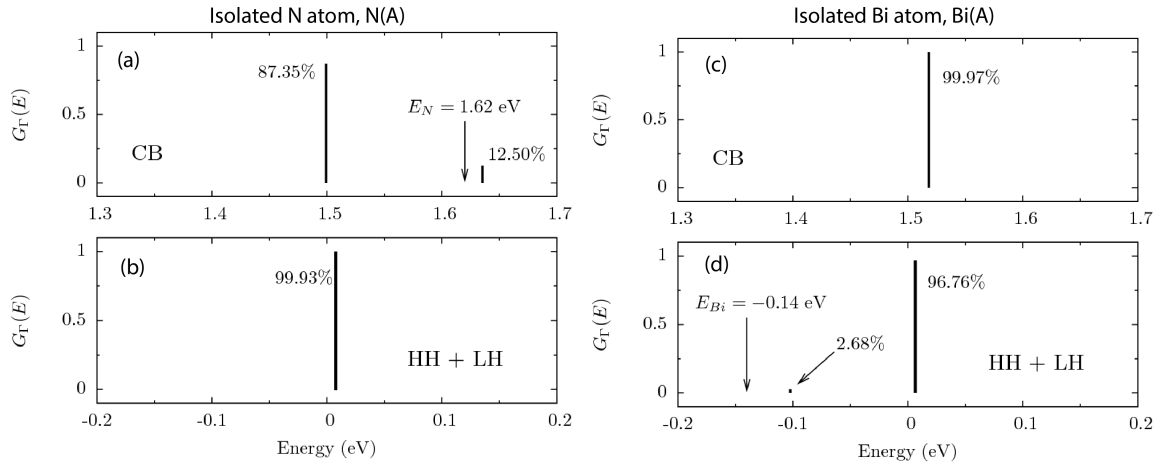 Isolated N atom, N(A)
(a)
87.35%
E_N = 1.62 eV
12.50%
CB
G_Γ(E)
1
0.5
0
1.3 1.4 1.5 1.6 1.7
(b)
99.93%
HH + LH
G_Γ(E)
1
0.5
0
-0.2 -0.1 0 0.1 0.2
Energy (eV)
Isolated Bi atom, Bi(A)
(c)
99.97%
CB
G_Γ(E)
1
0.5
0
1.3 1.4 1.5 1.6 1.7
(d)
96.76%
E_Bi = −0.14 eV
2.68%
HH + LH
G_Γ(E)
1
0.5
0
-0.2 -0.1 0 0.1 0.2
Energy (eV)